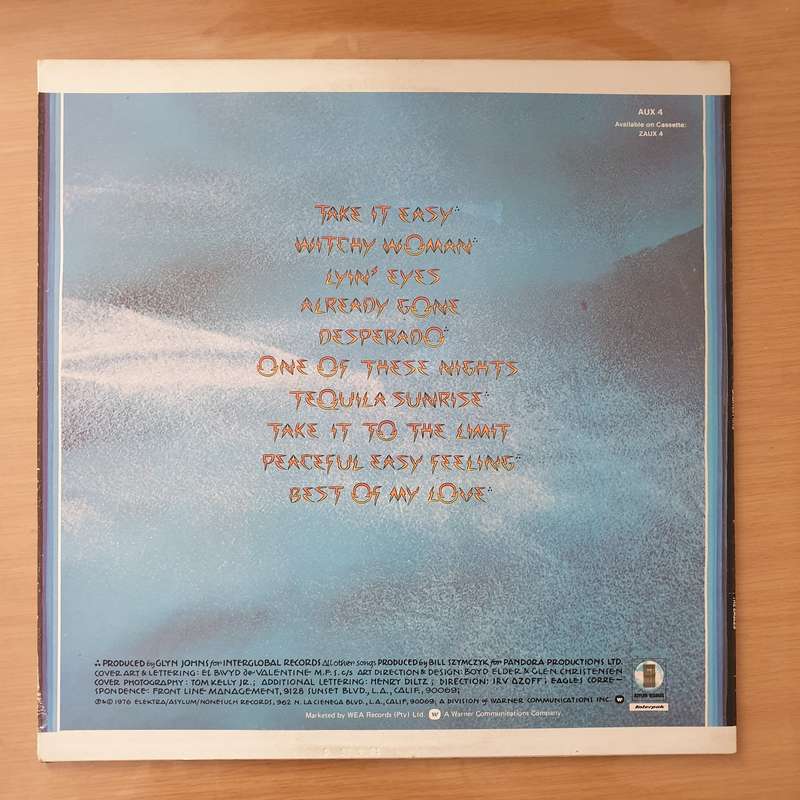 AUX 4
Available on Cassette:
ZAUX 4
TAKE IT EASY∴
WITCHY WOMAN∴
LYIN' EYES
ALREADY GONE
DESPERADO∴
ONE OF THESE NIGHTS
TEQUILA SUNRISE∴
TAKE IT TO THE LIMIT
PEACEFUL EASY FEELING∴
BEST OF MY LOVE∴
∴ PRODUCED by GLYN JOHNS for INTERGLOBAL RECORDS All other songs PRODUCED by BILL SZYMCZYK for PANDORA PRODUCTIONS LTD.
COVER ART & LETTERING: EL BWYD de VALENTINE M.F.S. C/S ART DIRECTION & DESIGN: BOYD ELDER & GLEN CHRISTENSEN
COVER PHOTOGRAPHY: TOM KELLY JR.; ADDITIONAL LETTERING: HENRY DILTZ; DIRECTION: IRV AZOFF; EAGLES CORRE-
SPONDENCE: FRONT LINE MANAGEMENT, 9128 SUNSET BLVD., L.A., CALIF., 90069;
℗&© 1976 ELEKTRA/ASYLUM/NONESUCH RECORDS, 962 N. LA CIENEGA BLVD., L.A., CALIF., 90069, A DIVISION of WARNER COMMUNICATIONS INC.
ASYLUM RECORDS
Interpak
Marketed by WEA Records (Pty) Ltd. A Warner Communications Company.